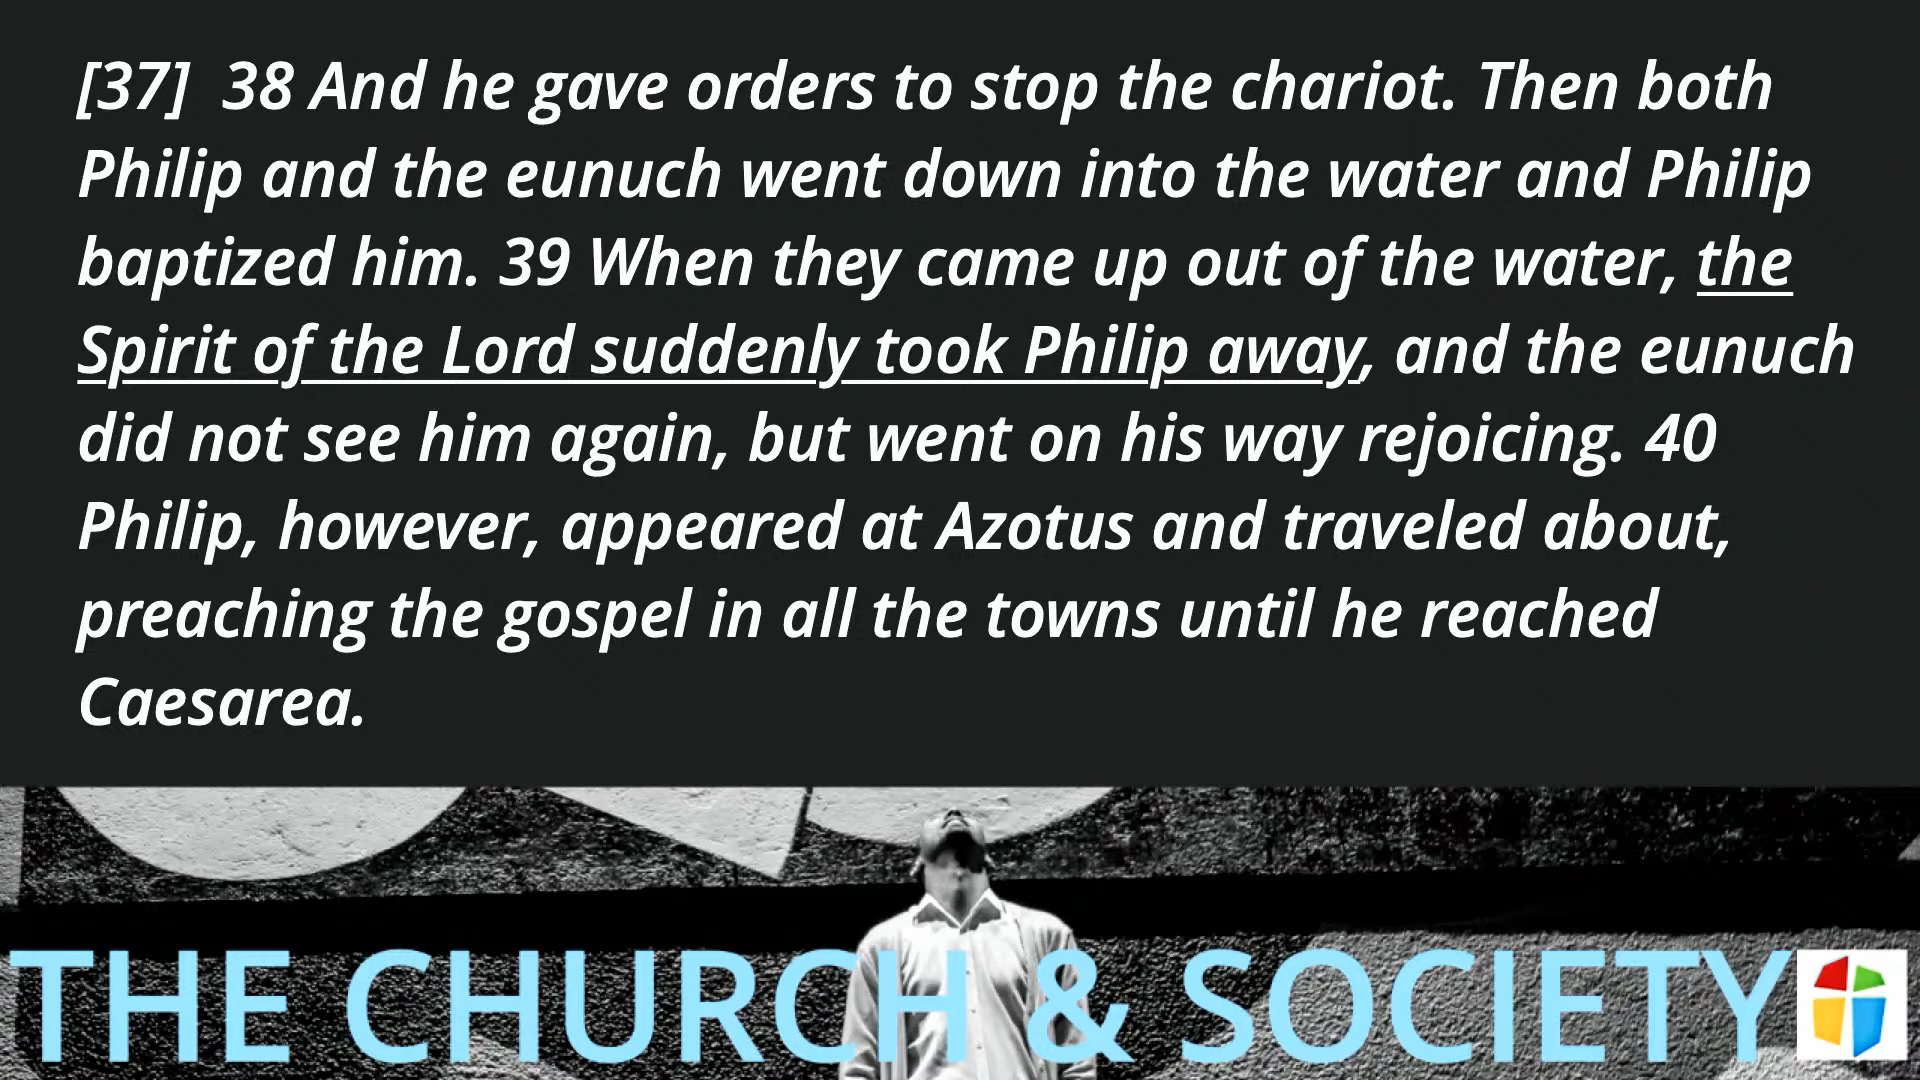 [37]  38 And he gave orders to stop the chariot. Then both
Philip and the eunuch went down into the water and Philip
baptized him. 39 When they came up out of the water, the
Spirit of the Lord suddenly took Philip away, and the eunuch
did not see him again, but went on his way rejoicing. 40
Philip, however, appeared at Azotus and traveled about,
preaching the gospel in all the towns until he reached
Caesarea.
THE CHURCH & SOCIETY